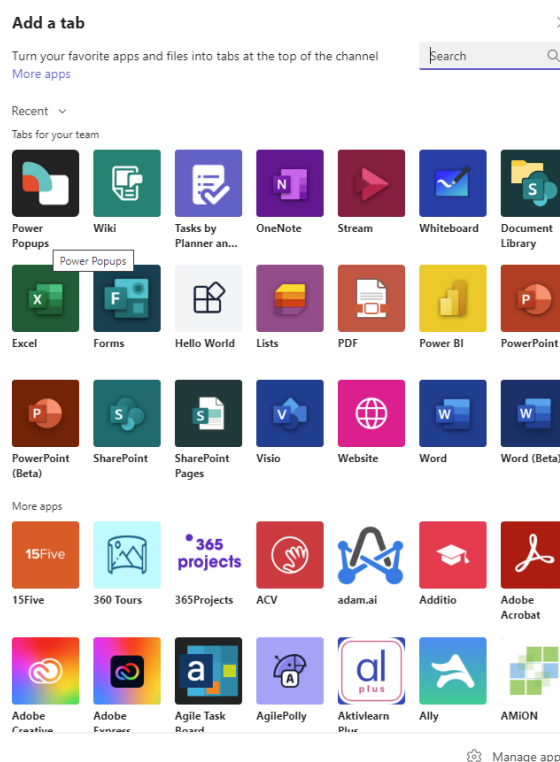 Add a tab
Turn your favorite apps and files into tabs at the top of the channel
Search
More apps
Recent
Tabs for your team
Power Popups
Wiki
Tasks by Planner an...
OneNote
Stream
Whiteboard
Document Library
Power Popups
Excel
Forms
Hello World
Lists
PDF
Power BI
PowerPoint
PowerPoint (Beta)
SharePoint
SharePoint Pages
Visio
Website
Word
Word (Beta)
More apps
15Five
365 projects
15Five
360 Tours
365Projects
ACV
adam.ai
Additio
Adobe Acrobat
a
A
al plus
Adobe Creative
Adobe Express
Agile Task Board
AgilePolly
Aktivlearn Plus
Ally
AMiON
Manage app